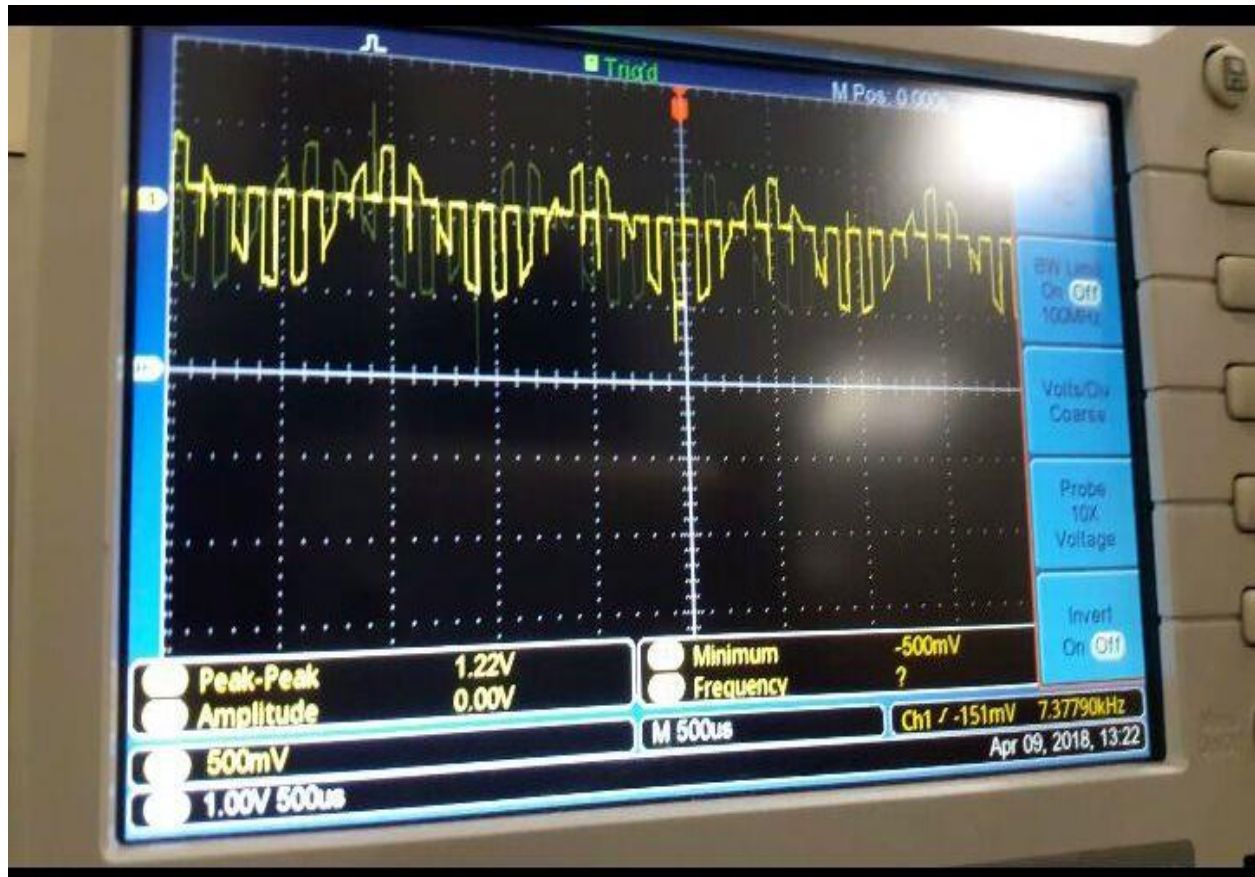 Trig'd
M Pos: 0.000s
1
BW Limit
On Off
100MHz
Volts/Div
Coarse
Probe
10X
Voltage
Invert
On Off
Peak-Peak 1.22V
Amplitude 0.00V
Minimum -500mV
Frequency ?
500mV
M 500us
Ch1 -151mV 7.37790kHz
1.00V 500us
Apr 09, 2018, 13:22